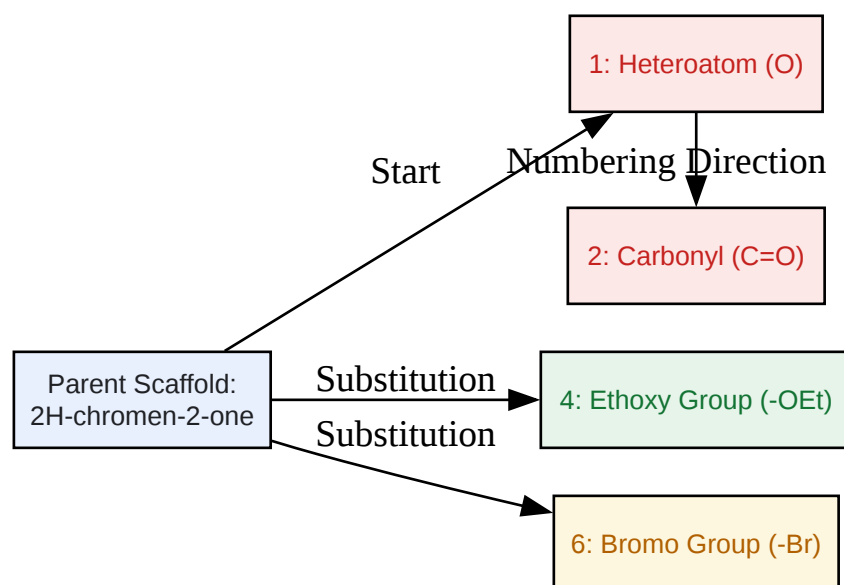 1: Heteroatom (O)
Start
Numbering Direction
2: Carbonyl (C=O)
Parent Scaffold:
2H-chromen-2-one
Substitution
4: Ethoxy Group (-OEt)
Substitution
6: Bromo Group (-Br)